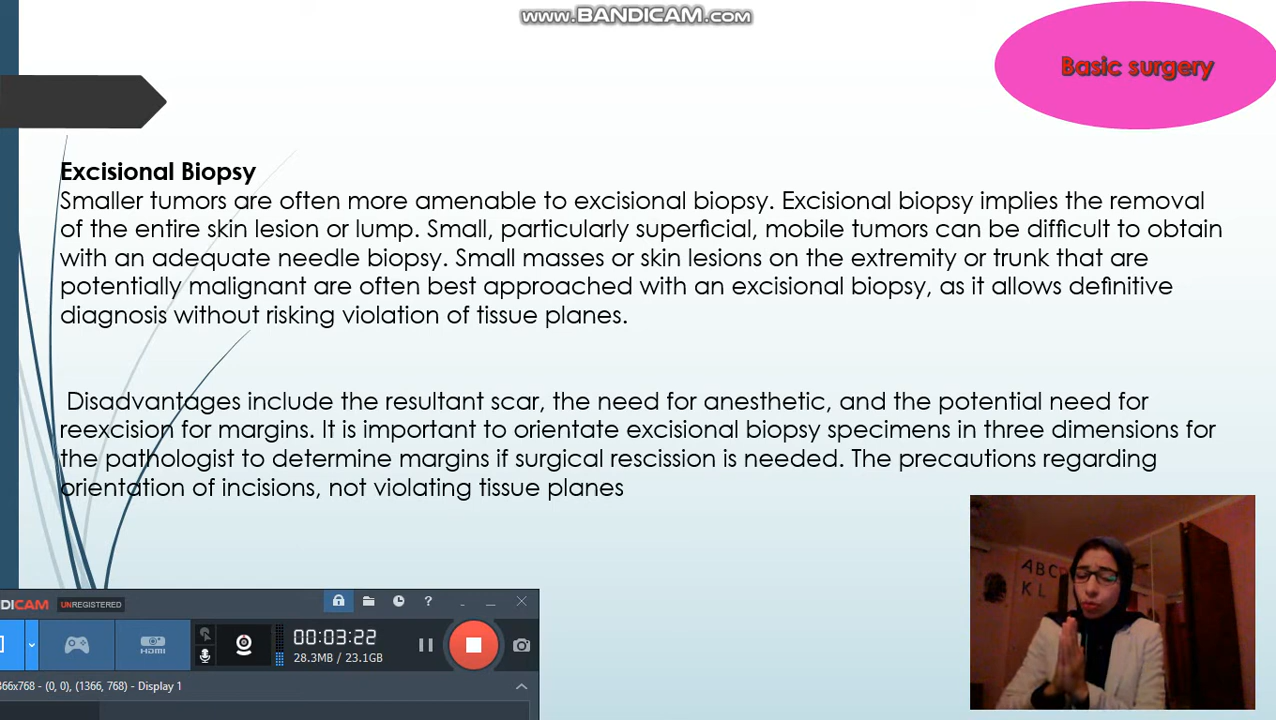 www.BANDICAM.com
Basic surgery
Excisional Biopsy
Smaller tumors are often more amenable to excisional biopsy. Excisional biopsy implies the removal
of the entire skin lesion or lump. Small, particularly superficial, mobile tumors can be difficult to obtain
with an adequate needle biopsy. Small masses or skin lesions on the extremity or trunk that are
potentially malignant are often best approached with an excisional biopsy, as it allows definitive
diagnosis without risking violation of tissue planes.
Disadvantages include the resultant scar, the need for anesthetic, and the potential need for
reexcision for margins. It is important to orientate excisional biopsy specimens in three dimensions for
the pathologist to determine margins if surgical rescission is needed. The precautions regarding
orientation of incisions, not violating tissue planes
ABC
KL
DICAM UNREGISTERED
?
HDMI
00:03:22
28.3MB / 23.1GB
66x768 - (0, 0), (1366, 768) - Display 1